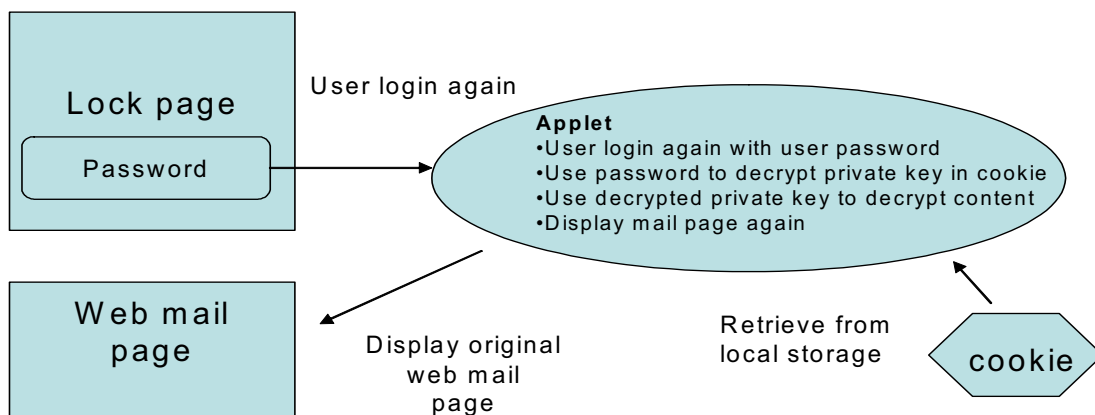 Lock page
Password
User login again
Applet
•User login again with user password
•Use password to decrypt private key in cookie
•Use decrypted private key to decrypt content
•Display mail page again
Web mail
page
Display original
web mail
page
Retrieve from
local storage
cookie